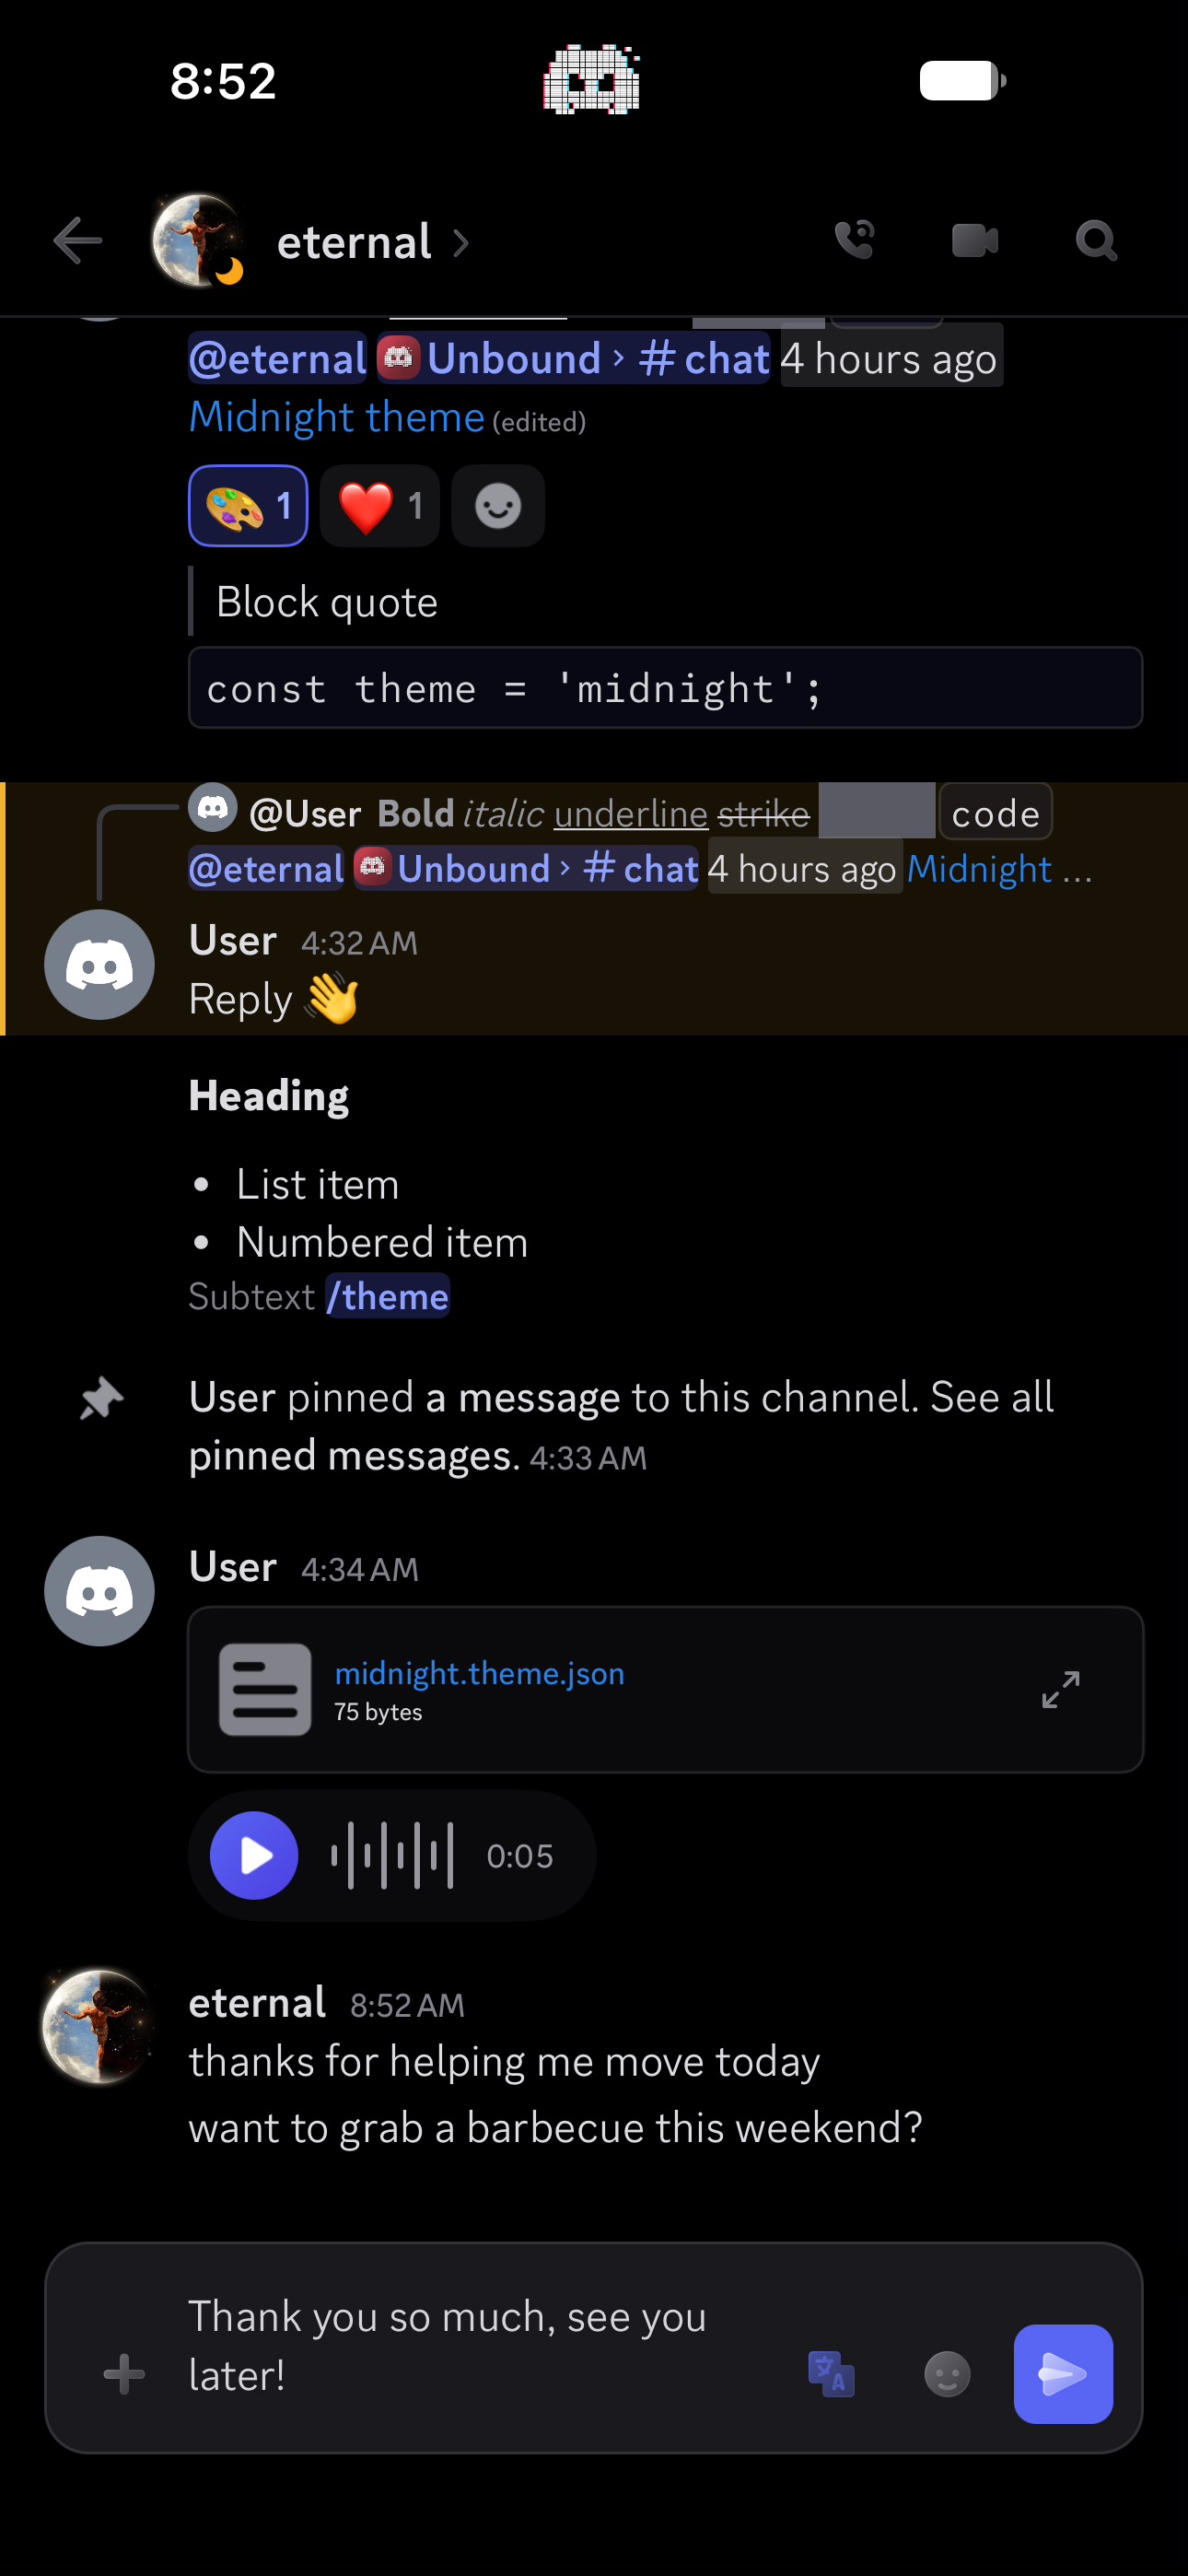 8:52
eternal
@eternal Unbound › # chat 4 hours ago
Midnight theme (edited)
1 1
Block quote
const theme = 'midnight';
@User Bold italic underline strike code
@eternal Unbound › # chat 4 hours ago Midnight ...
User 4:32 AM
Reply
Heading
• List item
• Numbered item
Subtext /theme
User pinned a message to this channel. See all
pinned messages. 4:33 AM
User 4:34 AM
midnight.theme.json
75 bytes
0:05
eternal 8:52 AM
thanks for helping me move today
want to grab a barbecue this weekend?
Thank you so much, see you
later!